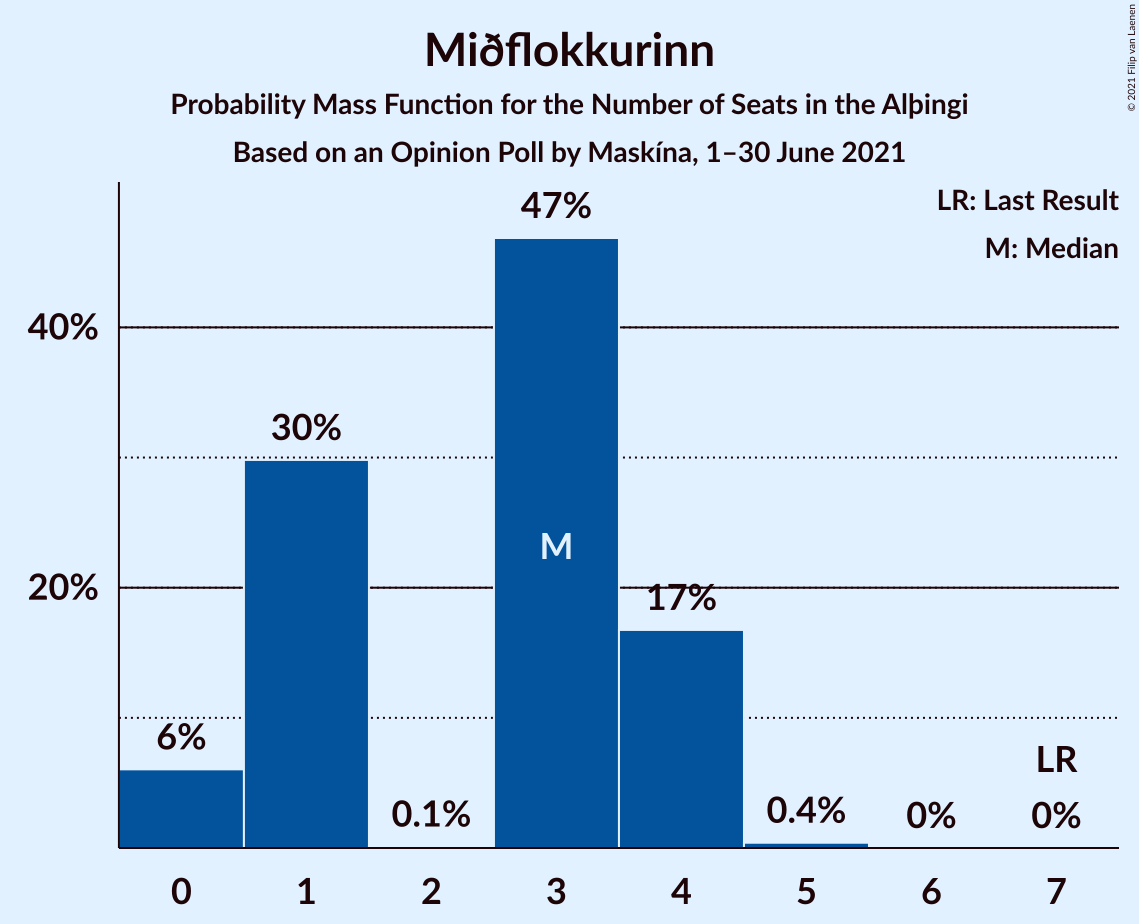 Miðflokkurinn
Probability Mass Function for the Number of Seats in the Alþingi
Based on an Opinion Poll by Maskína, 1–30 June 2021
© 2021 Filip van Laenen
LR: Last Result
M: Median
47%
40%
30%
M
20%
17%
6%
0.1%
0.4%
0%
LR
0%
0 1 2 3 4 5 6 7